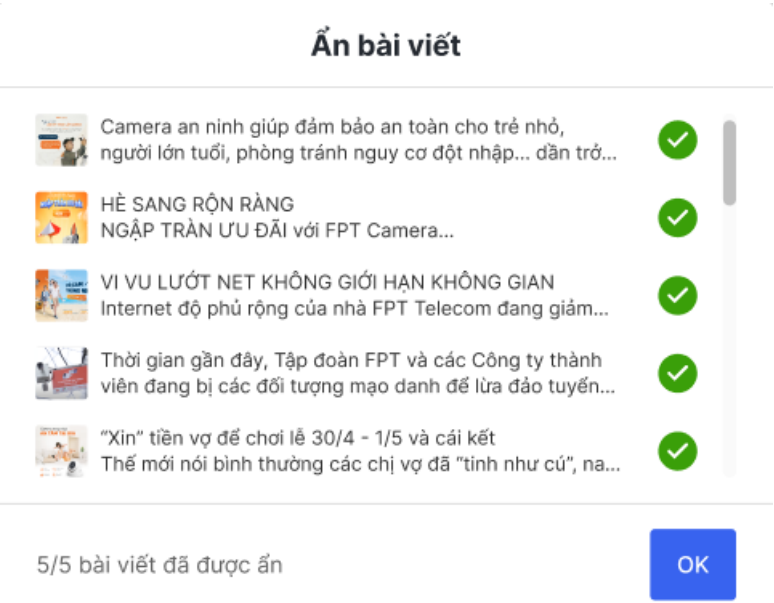 Ẩn bài viết
Camera an ninh giúp đảm bảo an toàn cho trẻ nhỏ,
người lớn tuổi, phòng tránh nguy cơ đột nhập... dần trở...
HÈ SANG RỘN RÀNG
NGẬP TRÀN ƯU ĐÃI với FPT Camera...
VI VU LƯỚT NET KHÔNG GIỚI HẠN KHÔNG GIAN
Internet độ phủ rộng của nhà FPT Telecom đang giảm...
Thời gian gần đây, Tập đoàn FPT và các Công ty thành
viên đang bị các đối tượng mạo danh để lừa đảo tuyển...
“Xin” tiền vợ để chơi lễ 30/4 - 1/5 và cái kết
Thế mới nói bình thường các chị vợ đã “tinh như cú”, na...
5/5 bài viết đã được ẩn
OK